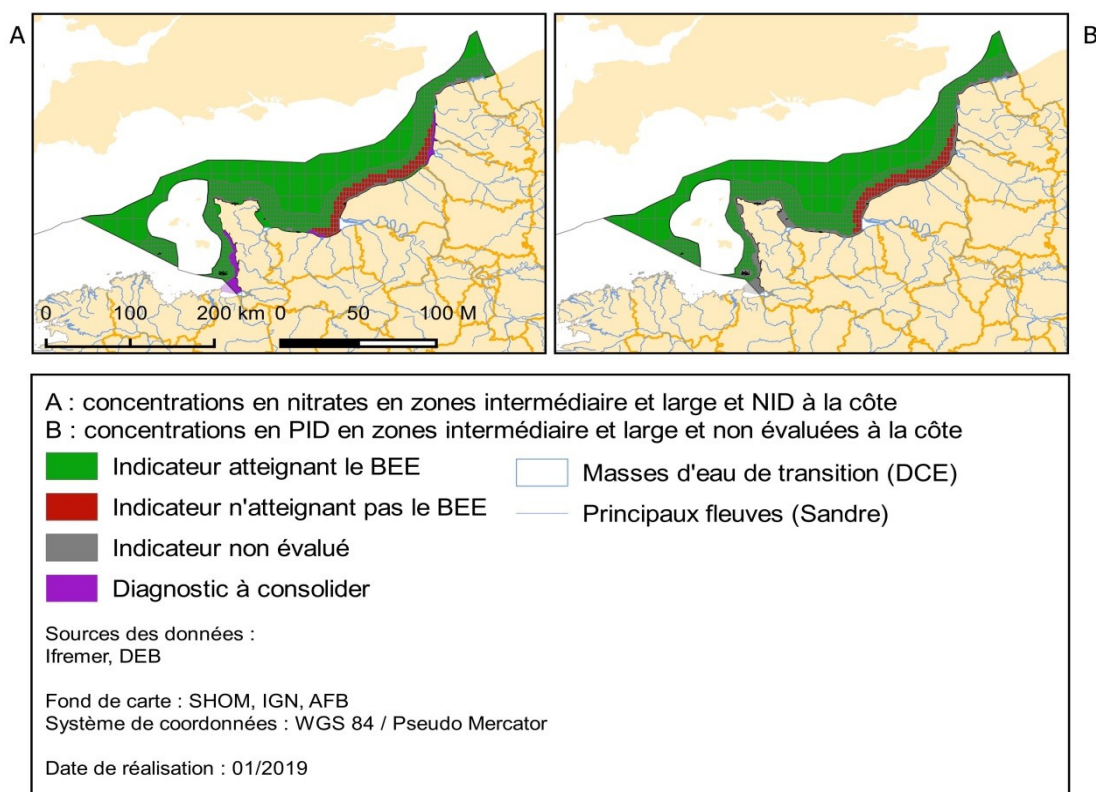 A
B
0 100 200 km 0 50 100 M
A : concentrations en nitrates en zones intermédiaire et large et NID à la côte
B : concentrations en PID en zones intermédiaire et large et non évaluées à la côte
Indicateur atteignant le BEE
Indicateur n'atteignant pas le BEE
Indicateur non évalué
Diagnostic à consolider
Masses d'eau de transition (DCE)
Principaux fleuves (Sandre)
Sources des données :
Ifremer, DEB
Fond de carte : SHOM, IGN, AFB
Système de coordonnées : WGS 84 / Pseudo Mercator
Date de réalisation : 01/2019